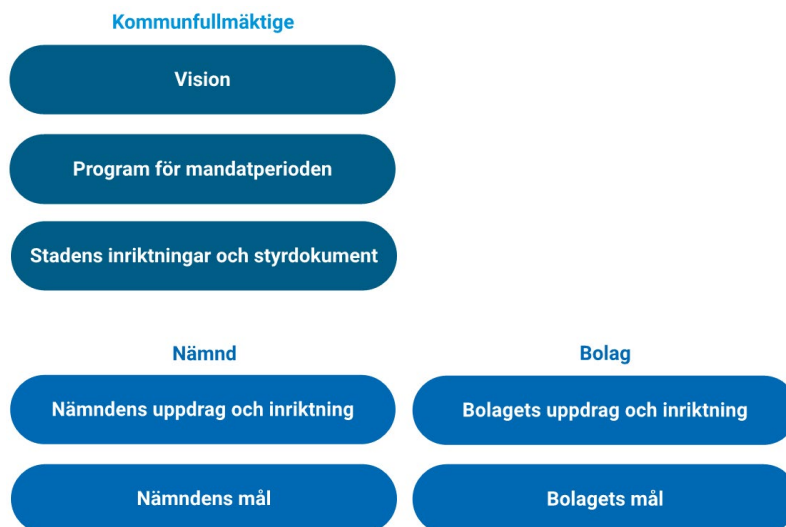 Kommunfullmäktige
Vision
Program för mandatperioden
Stadens inriktningar och styrdokument
Nämnd
Bolag
Nämndens uppdrag och inriktning
Bolagets uppdrag och inriktning
Nämndens mål
Bolagets mål